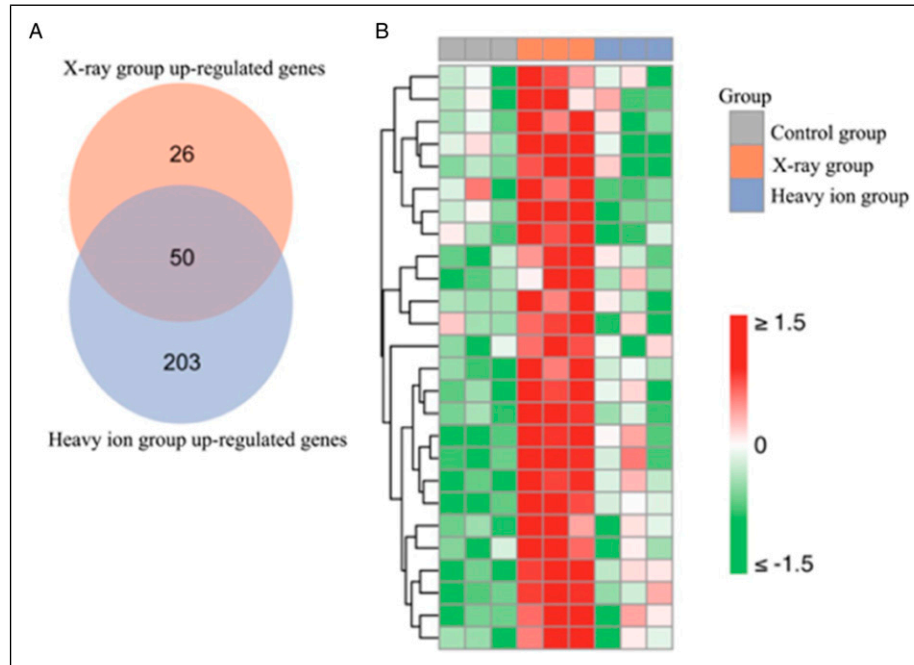 A
X-ray group up-regulated genes
26
50
203
Heavy ion group up-regulated genes
B
Group
Control group
X-ray group
Heavy ion group
≥ 1.5
0
≤ -1.5